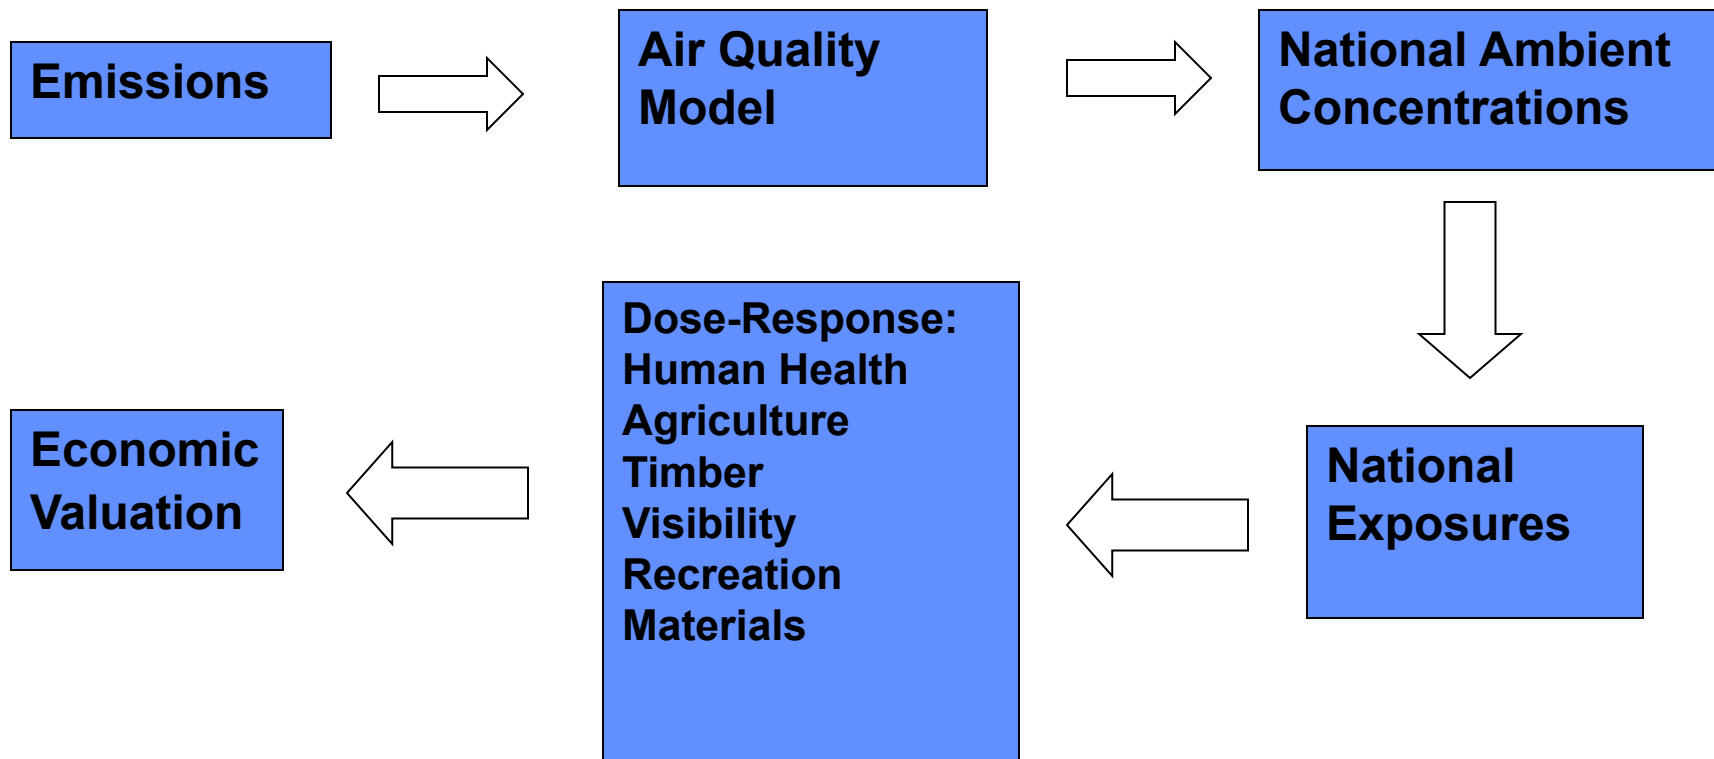 Emissions
Air Quality
Model
National Ambient
Concentrations
National
Exposures
Dose-Response:
Human Health
Agriculture
Timber
Visibility
Recreation
Materials
Economic
Valuation